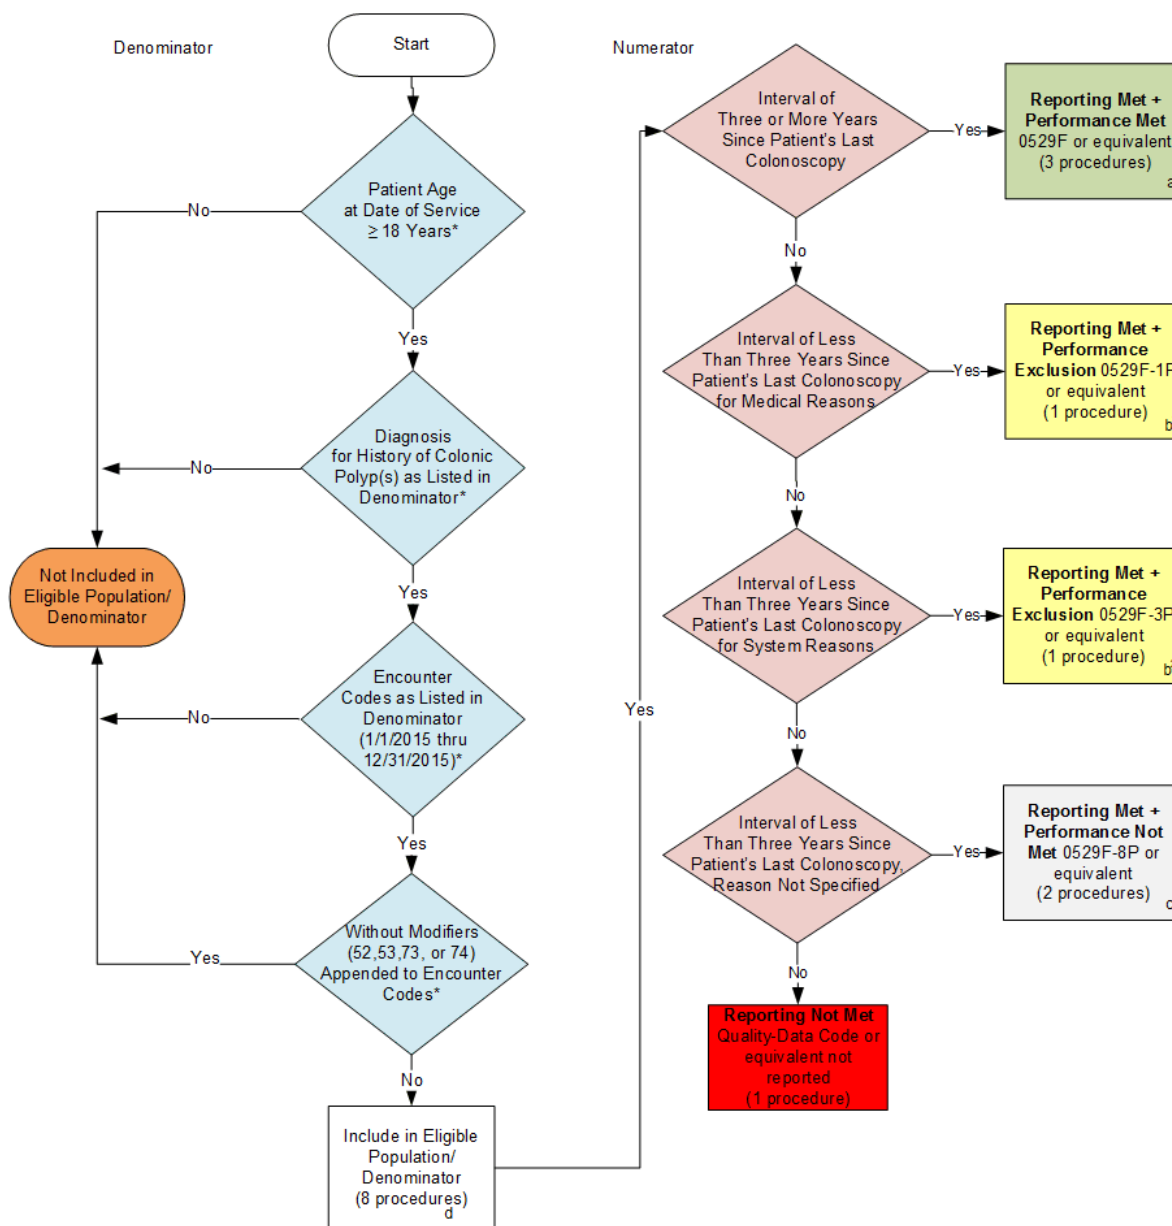 Denominator
Start
Patient Age
at Date of Service
≥ 18 Years*
No
Yes
Diagnosis
for History of Colonic
Polyp(s) as Listed in
Denominator*
No
Not Included in
Eligible Population/
Denominator
Yes
Encounter
Codes as Listed in
Denominator
(1/1/2015 thru
12/31/2015)*
No
Yes
Without Modifiers
(52,53,73, or 74)
Appended to Encounter
Codes*
Yes
No
Include in Eligible
Population/
Denominator
(8 procedures)
d
Yes
Numerator
Interval of
Three or More Years
Since Patient's Last
Colonoscopy
Yes
Reporting Met +
Performance Met
0529F or equivalent
(3 procedures)
a
No
Interval of Less
Than Three Years Since
Patient's Last Colonoscopy
for Medical Reasons
Yes
Reporting Met +
Performance
Exclusion 0529F-1P
or equivalent
(1 procedure)
b
No
Interval of Less
Than Three Years Since
Patient's Last Colonoscopy
for System Reasons
Yes
Reporting Met +
Performance
Exclusion 0529F-3P
or equivalent
(1 procedure)
b
No
Interval of Less
Than Three Years Since
Patient's Last Colonoscopy,
Reason Not Specified
Yes
Reporting Met +
Performance Not
Met 0529F-8P or
equivalent
(2 procedures)
c
No
Reporting Not Met
Quality-Data Code or
equivalent not
reported
(1 procedure)